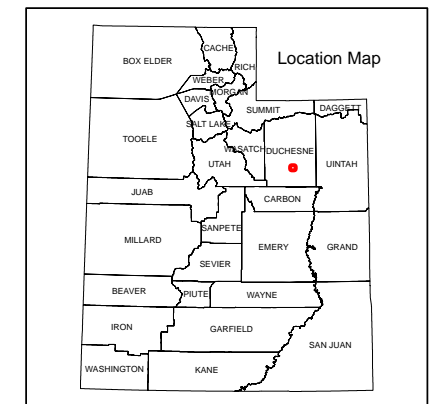 Location Map
CACHE
RICH
BOX ELDER
WEBER
MORGAN
DAVIS
SUMMIT
DAGGETT
SALT LAKE
TOOELE
WASATCH
DUCHESNE
UTAH
UINTAH
JUAB
CARBON
SANPETE
MILLARD
EMERY
GRAND
SEVIER
BEAVER
PIUTE
WAYNE
IRON
GARFIELD
SAN JUAN
WASHINGTON
KANE